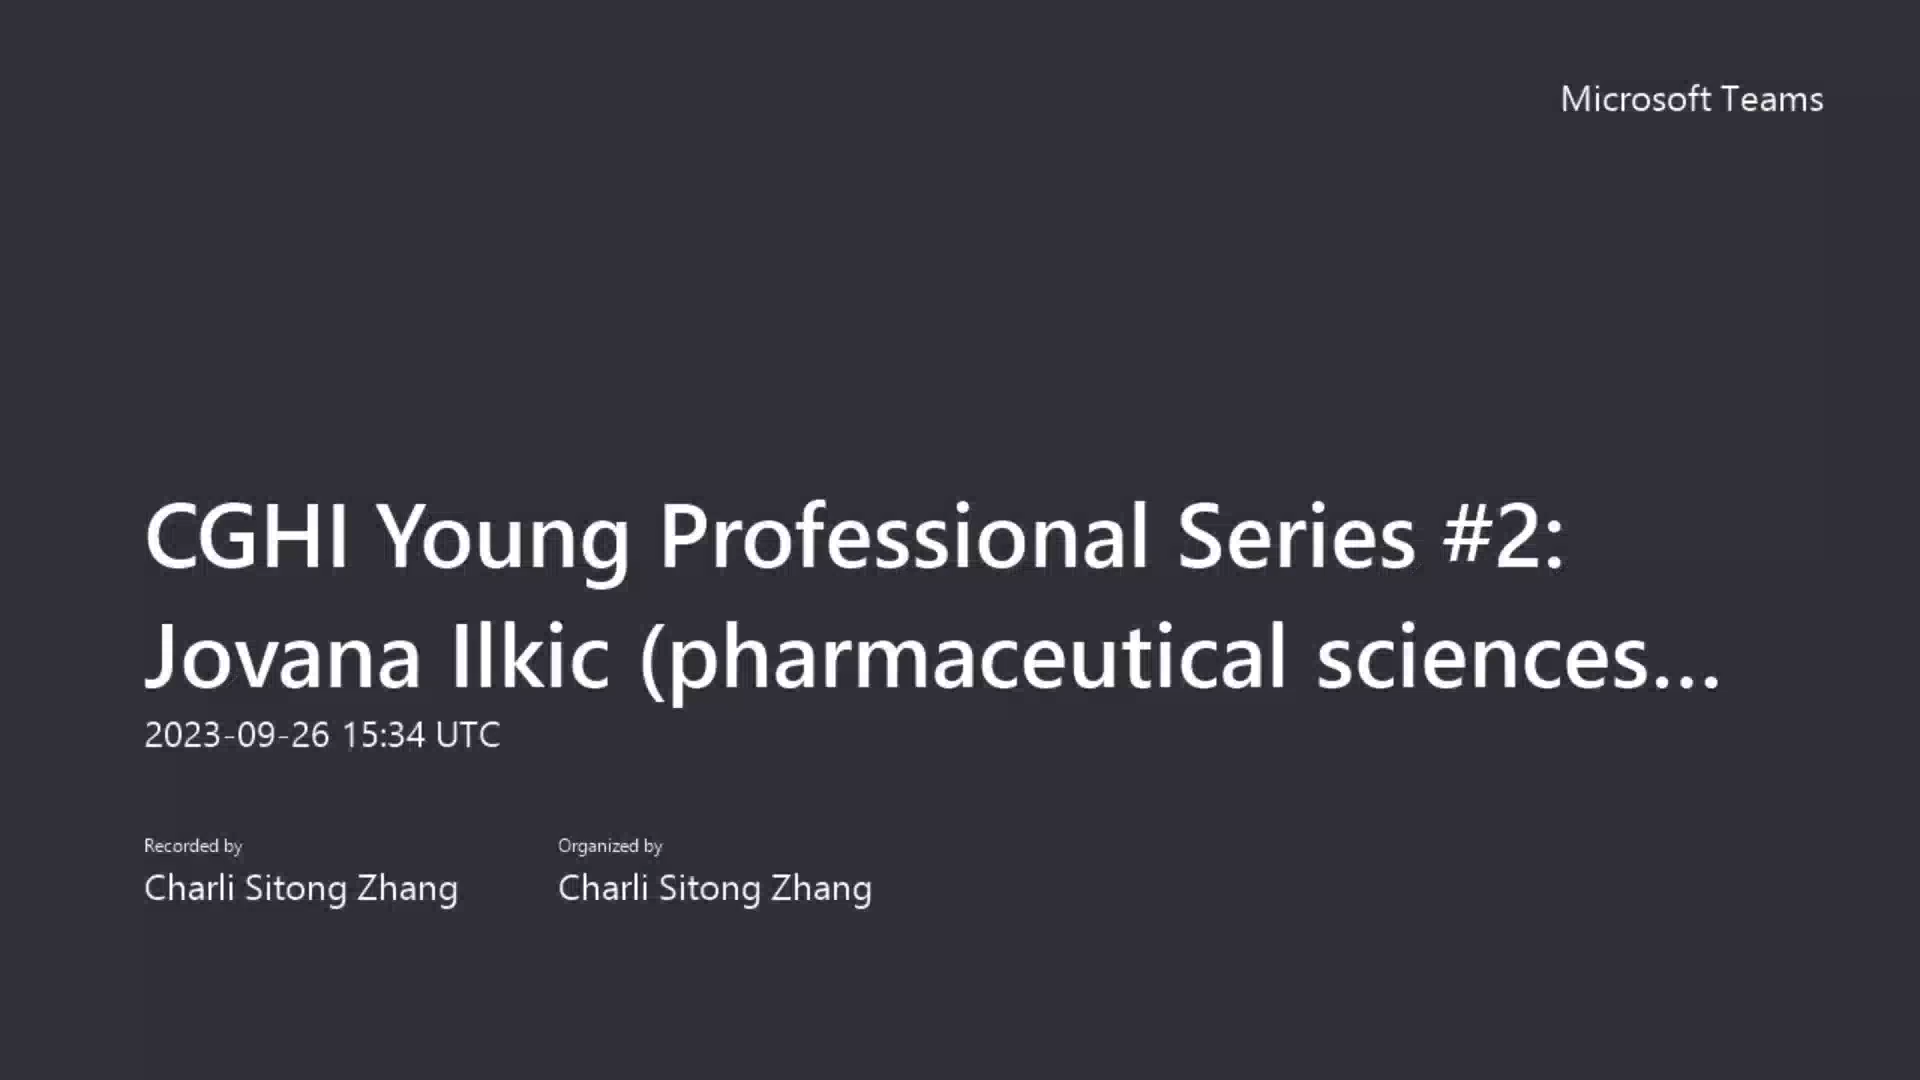 Microsoft Teams
CGHI Young Professional Series #2:
Jovana Ilkic (pharmaceutical sciences...
2023-09-26 15:34 UTC
Recorded by
Organized by
Charli Sitong Zhang
Charli Sitong Zhang